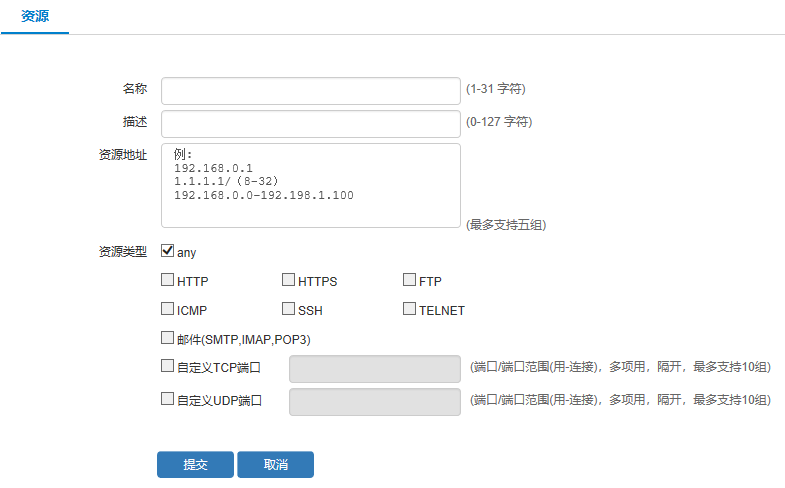 资源
名称 (1-31 字符)
描述 (0-127 字符)
资源地址 例:
192.168.0.1
1.1.1.1/（8-32）
192.168.0.0-192.198.1.100
(最多支持五组)
资源类型 any
HTTP HTTPS FTP
ICMP SSH TELNET
邮件(SMTP,IMAP,POP3)
自定义TCP端口 (端口/端口范围(用-连接)，多项用，隔开，最多支持10组)
自定义UDP端口 (端口/端口范围(用-连接)，多项用，隔开，最多支持10组)
提交 取消